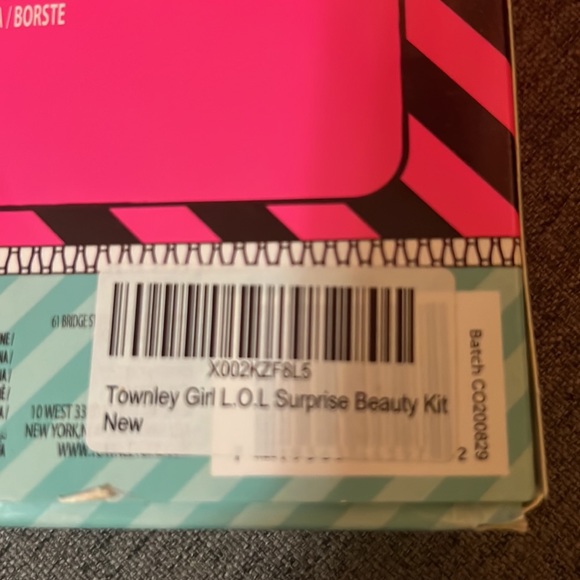 / BORSTE
61 BRIDGE
X002KZF8L5
Townley Girl L.O.L Surprise Beauty Kit
New
10 WEST 33
NEW YORK,
WWW.
2
Batch CO200829